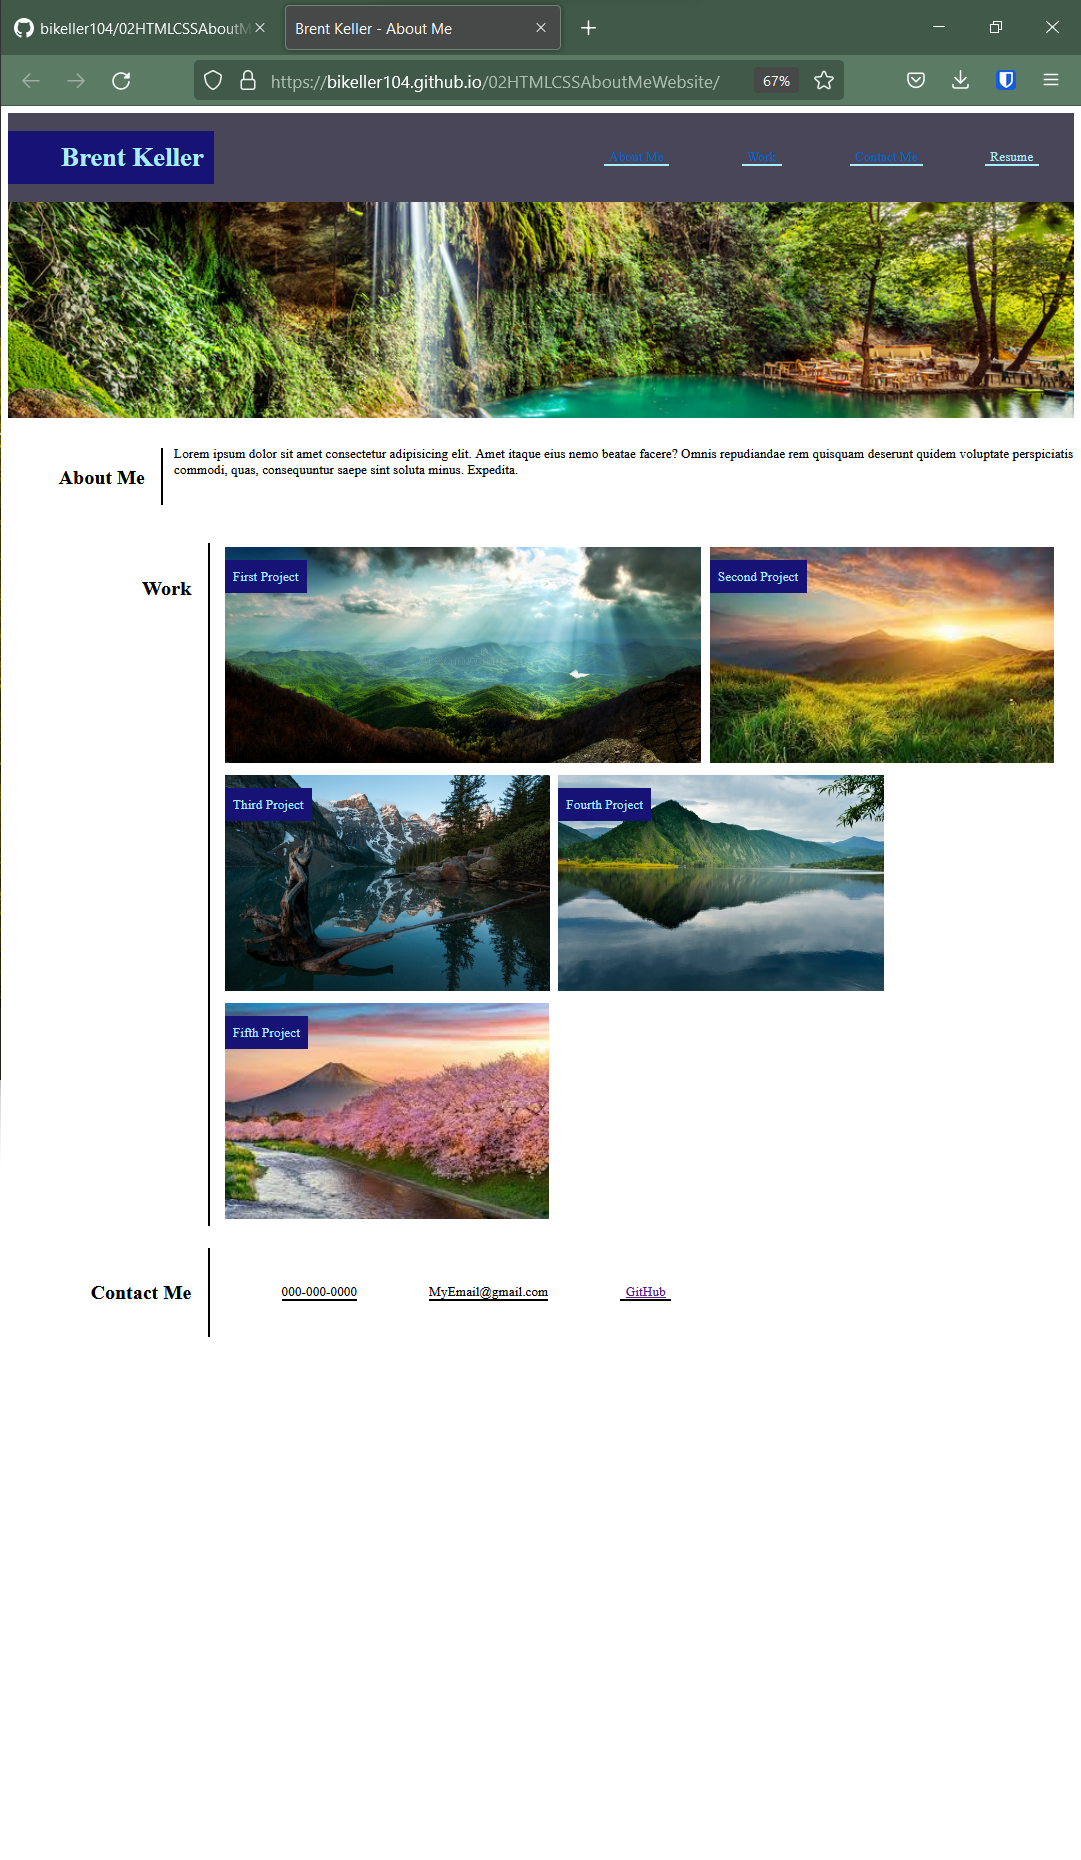 bikeller104/02HTMLCSSAboutM
Brent Keller - About Me
https://bikeller104.github.io/02HTMLCSSAboutMeWebsite/
67%
Brent Keller
About Me
Work
Contact Me
Resume
About Me
Lorem ipsum dolor sit amet consectetur adipisicing elit. Amet itaque eius nemo beatae facere? Omnis repudiandae rem quisquam deserunt quidem voluptate perspiciatis
commodi, quas, consequuntur saepe sint soluta minus. Expedita.
Work
First Project
Second Project
Third Project
Fourth Project
Fifth Project
Contact Me
000-000-0000
MyEmail@gmail.com
GitHub